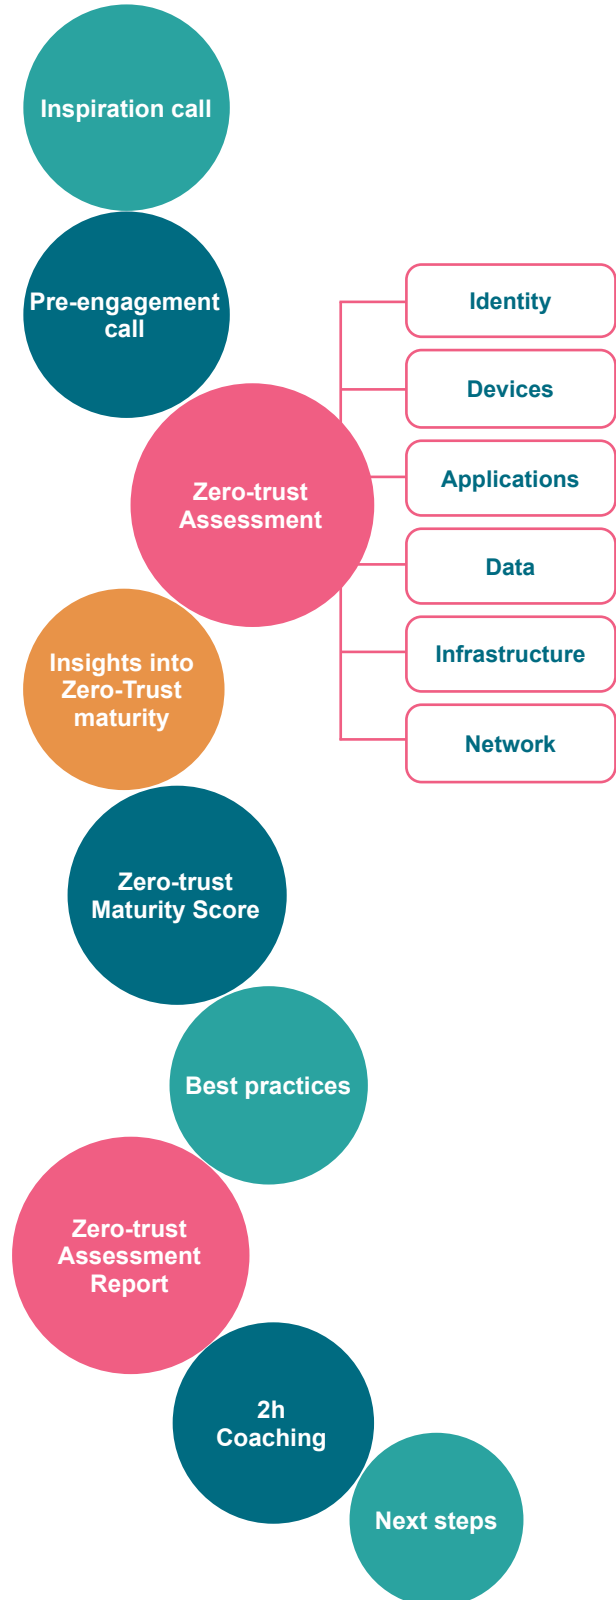 Inspiration call
Pre-engagement
call
Zero-trust
Assessment
Identity
Devices
Applications
Data
Infrastructure
Network
Insights into
Zero-Trust
maturity
Zero-trust
Maturity Score
Best practices
Zero-trust
Assessment
Report
2h
Coaching
Next steps